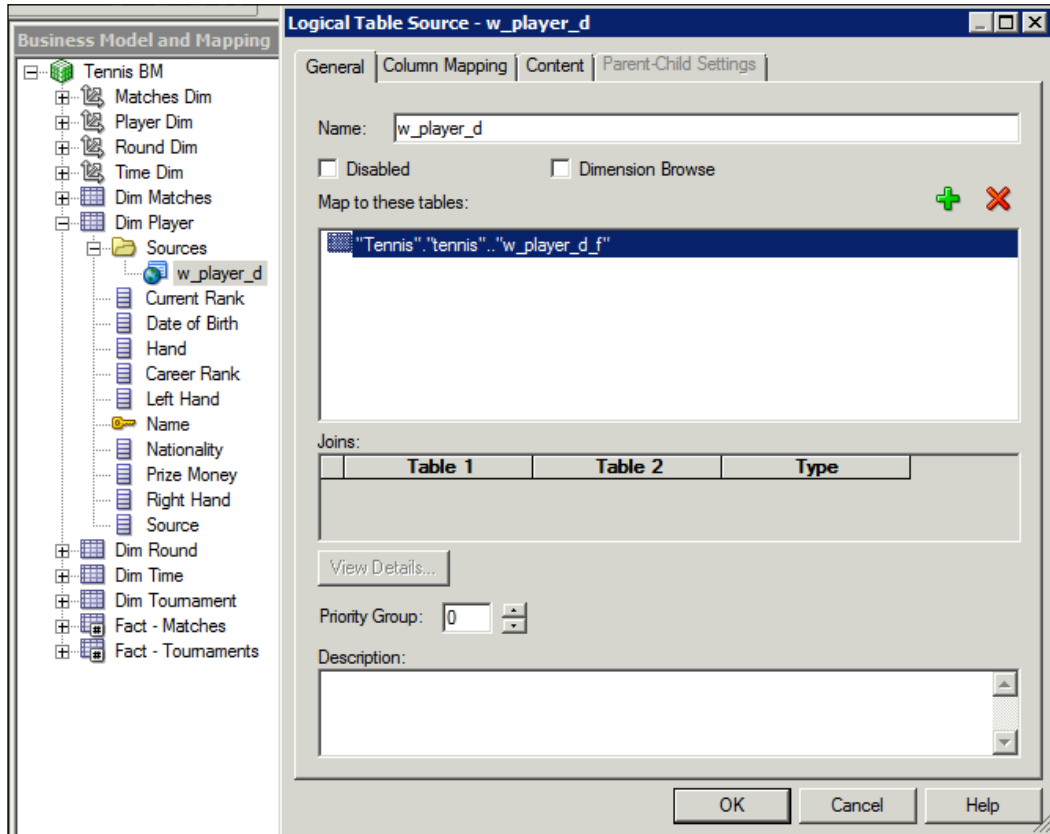 Business Model and Mapping
Tennis BM
Matches Dim
Player Dim
Round Dim
Time Dim
Dim Matches
Dim Player
Sources
w_player_d
Current Rank
Date of Birth
Hand
Career Rank
Left Hand
Name
Nationality
Prize Money
Right Hand
Source
Dim Round
Dim Time
Dim Tournament
Fact - Matches
Fact - Tournaments
Logical Table Source - w_player_d
General Column Mapping Content Parent-Child Settings
Name: w_player_d
Disabled Dimension Browse
Map to these tables:
"Tennis"."tennis".."w_player_d_f"
Joins:
Table 1 Table 2 Type
View Details...
Priority Group: 0
Description:
OK Cancel Help